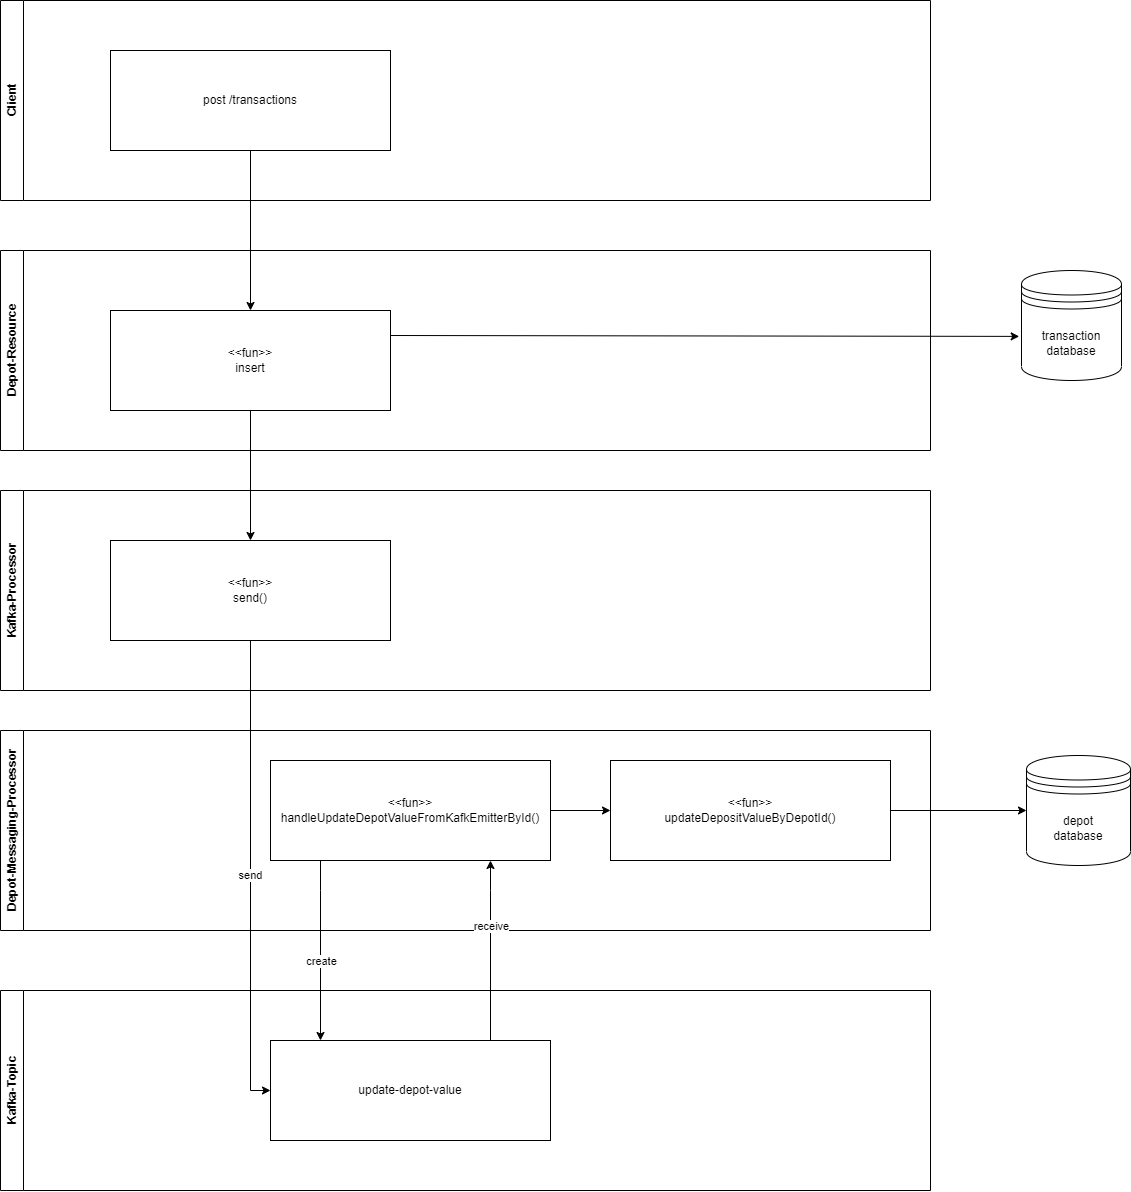 Client
post /transactions
Depot-Resource
<<fun>>
insert
transaction
database
Kafka-Processor
<<fun>>
send()
Depot-Messaging-Processor
<<fun>>
handleUpdateDepotValueFromKafkEmitterById()
<<fun>>
updateDepositValueByDepotId()
depot
database
send
receive
create
Kafka-Topic
update-depot-value